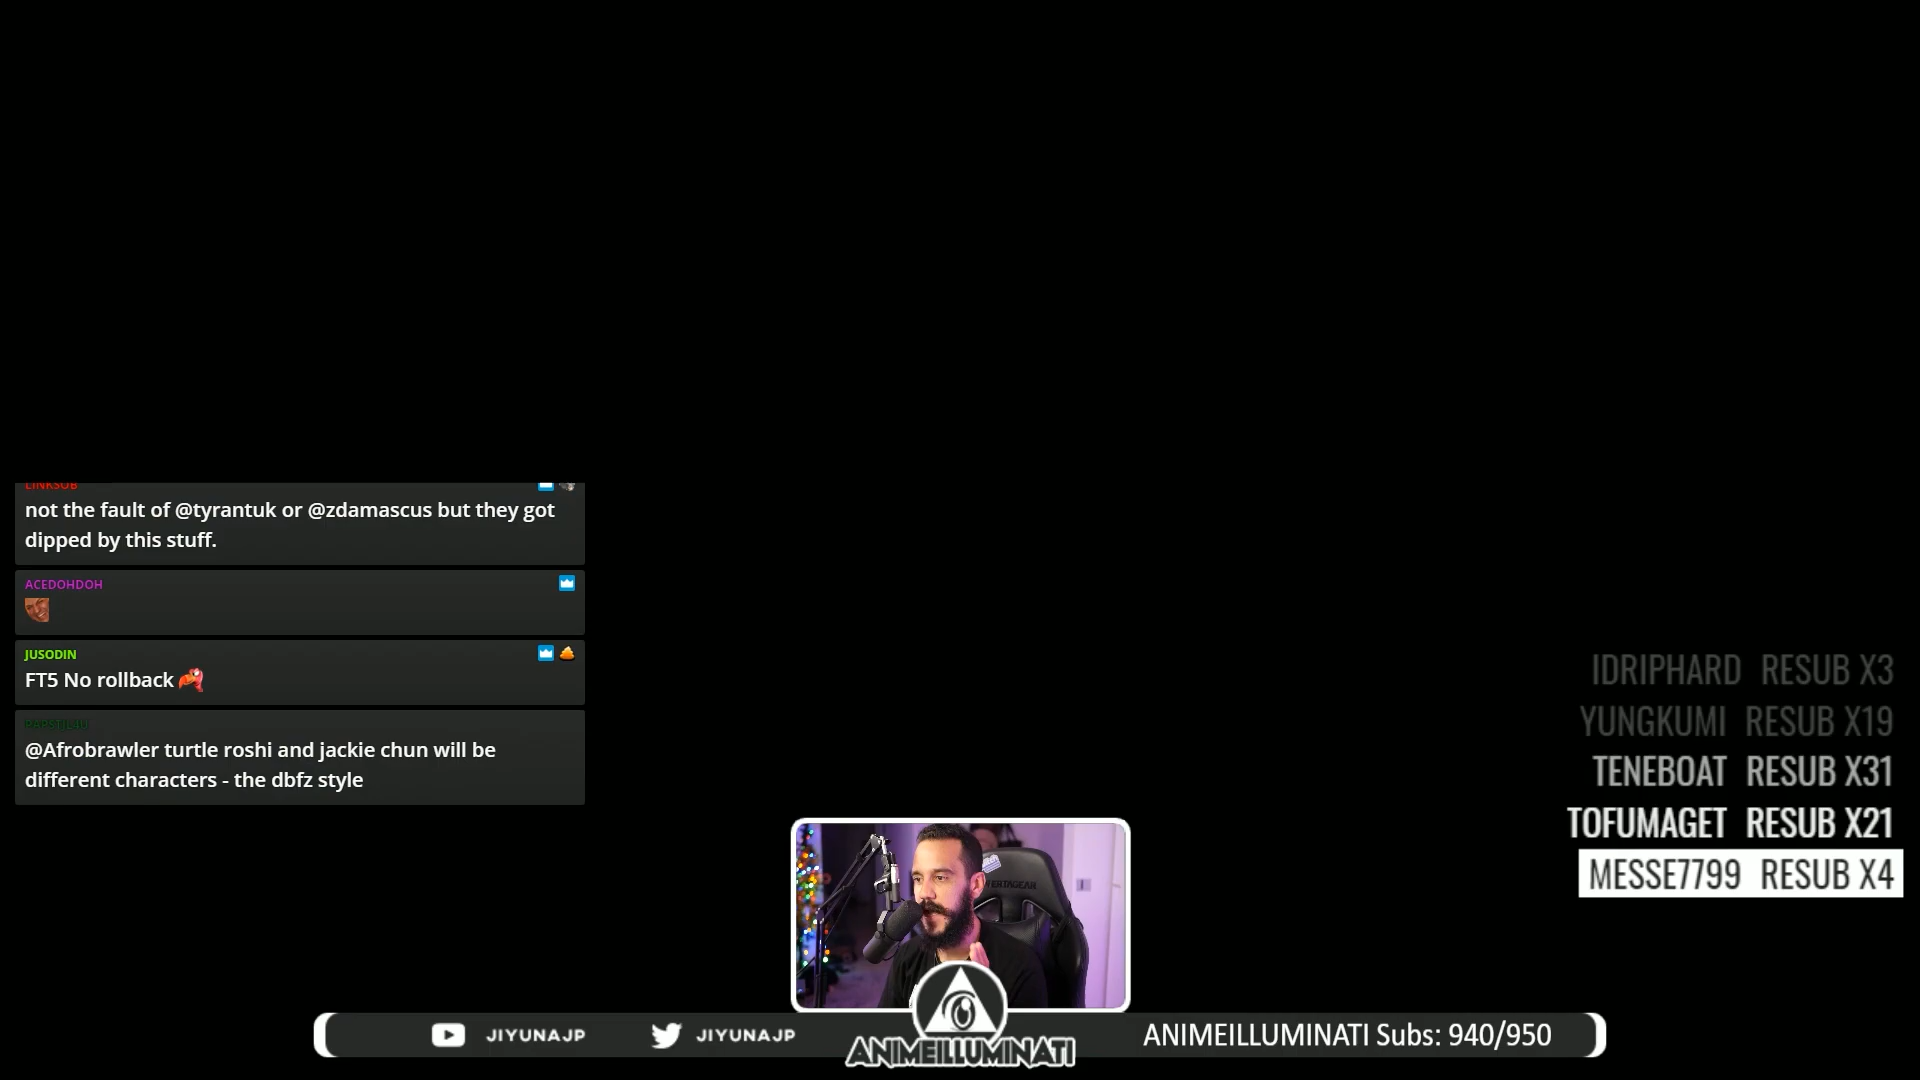 LINKSOB
not the fault of @tyrantuk or @zdamascus but they got
dipped by this stuff.
ACEDOHDOH
JUSODIN
FT5 No rollback
@Afrobrawler turtle roshi and jackie chun will be
different characters - the dbfz style
IDRIPHARD RESUB X3
YUNGKUMI RESUB X19
TENEBOAT RESUB X31
TOFUMAGET RESUB X21
MESSE7799 RESUB X4
VERTAGEAR
JIYUNAJP
JIYUNAJP
ANIMEILLUMINATI
ANIMEILLUMINATI Subs: 940/950